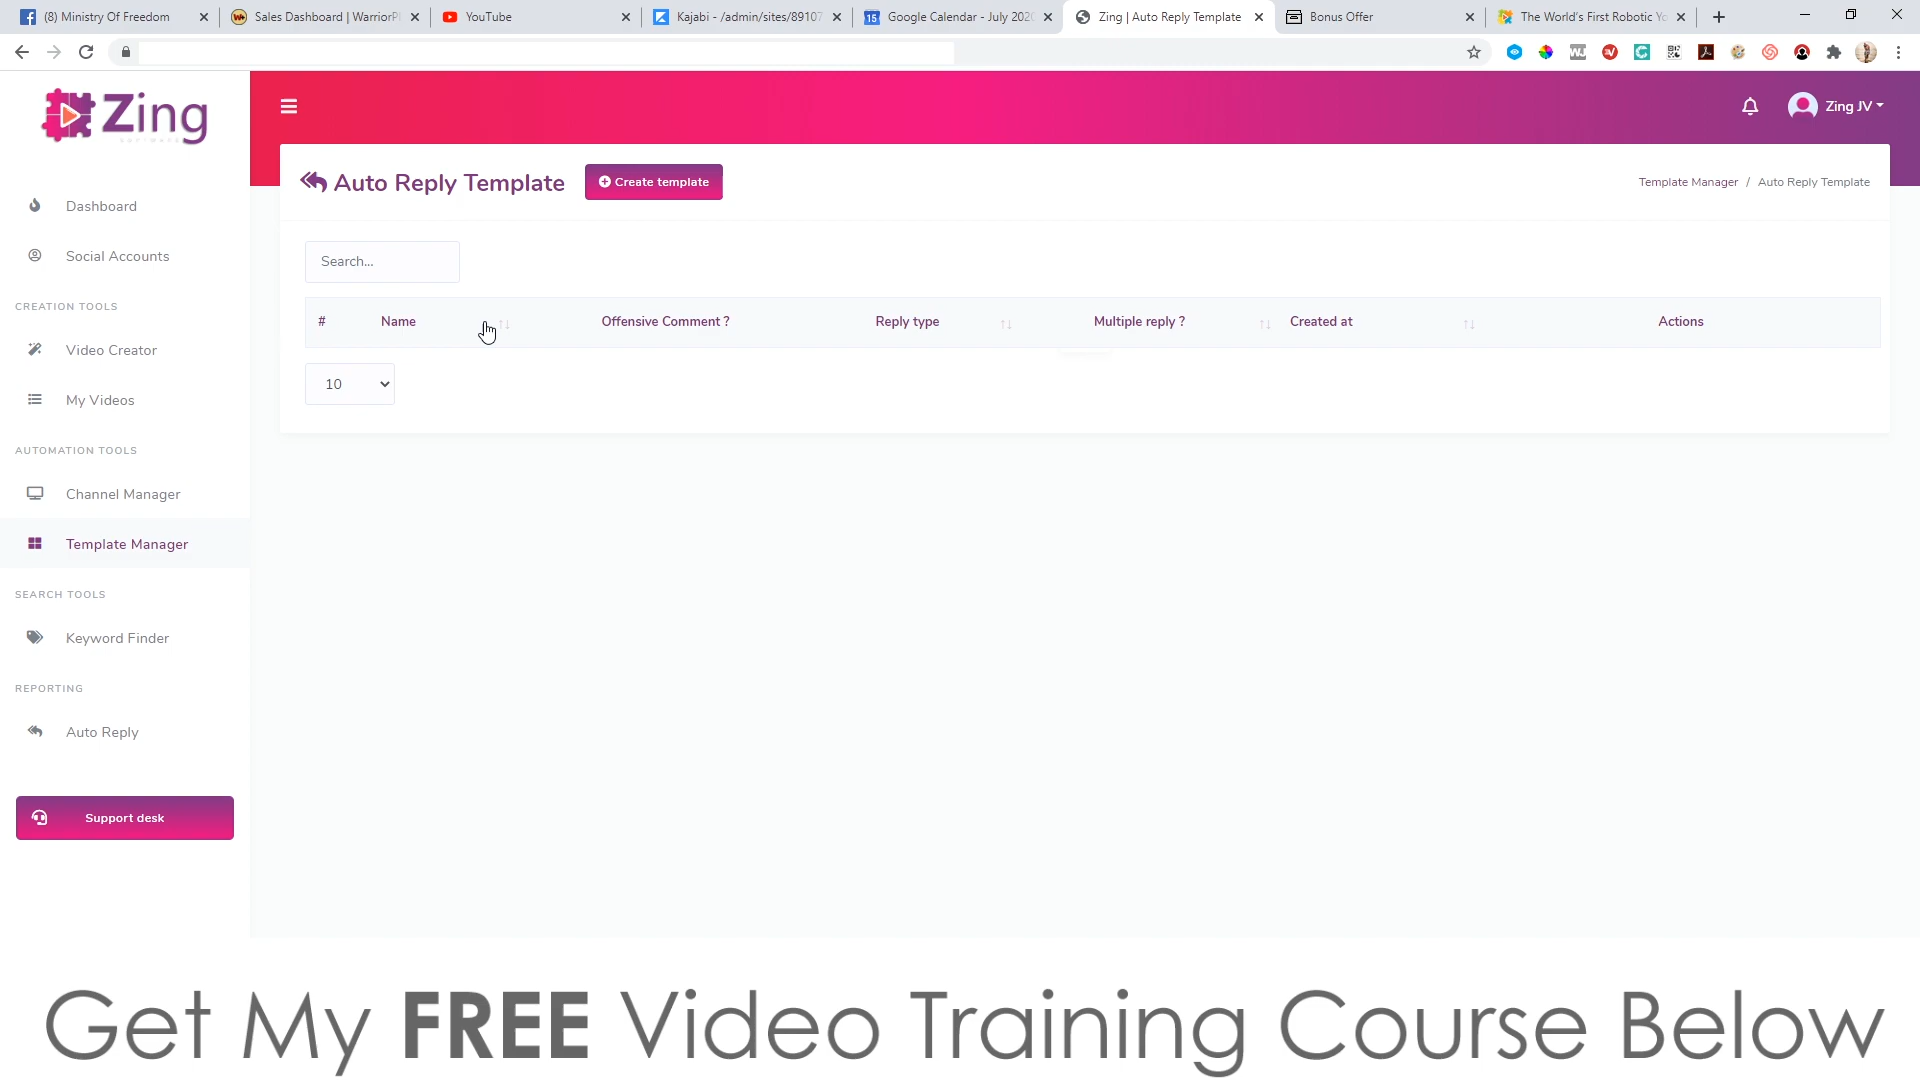 (8) Ministry Of Freedom
Sales Dashboard | WarriorPl
YouTube
Kajabi - /admin/sites/89107
Google Calendar - July 202
Zing | Auto Reply Template
Bonus Offer
The World's First Robotic Yo
Zing
Zing JV
Auto Reply Template
Create template
Template Manager / Auto Reply Template
Dashboard
Social Accounts
CREATION TOOLS
Video Creator
My Videos
AUTOMATION TOOLS
Channel Manager
Template Manager
SEARCH TOOLS
Keyword Finder
REPORTING
Auto Reply
Support desk
Search...
# Name Offensive Comment ? Reply type Multiple reply ? Created at Actions
10
Get My FREE Video Training Course Below